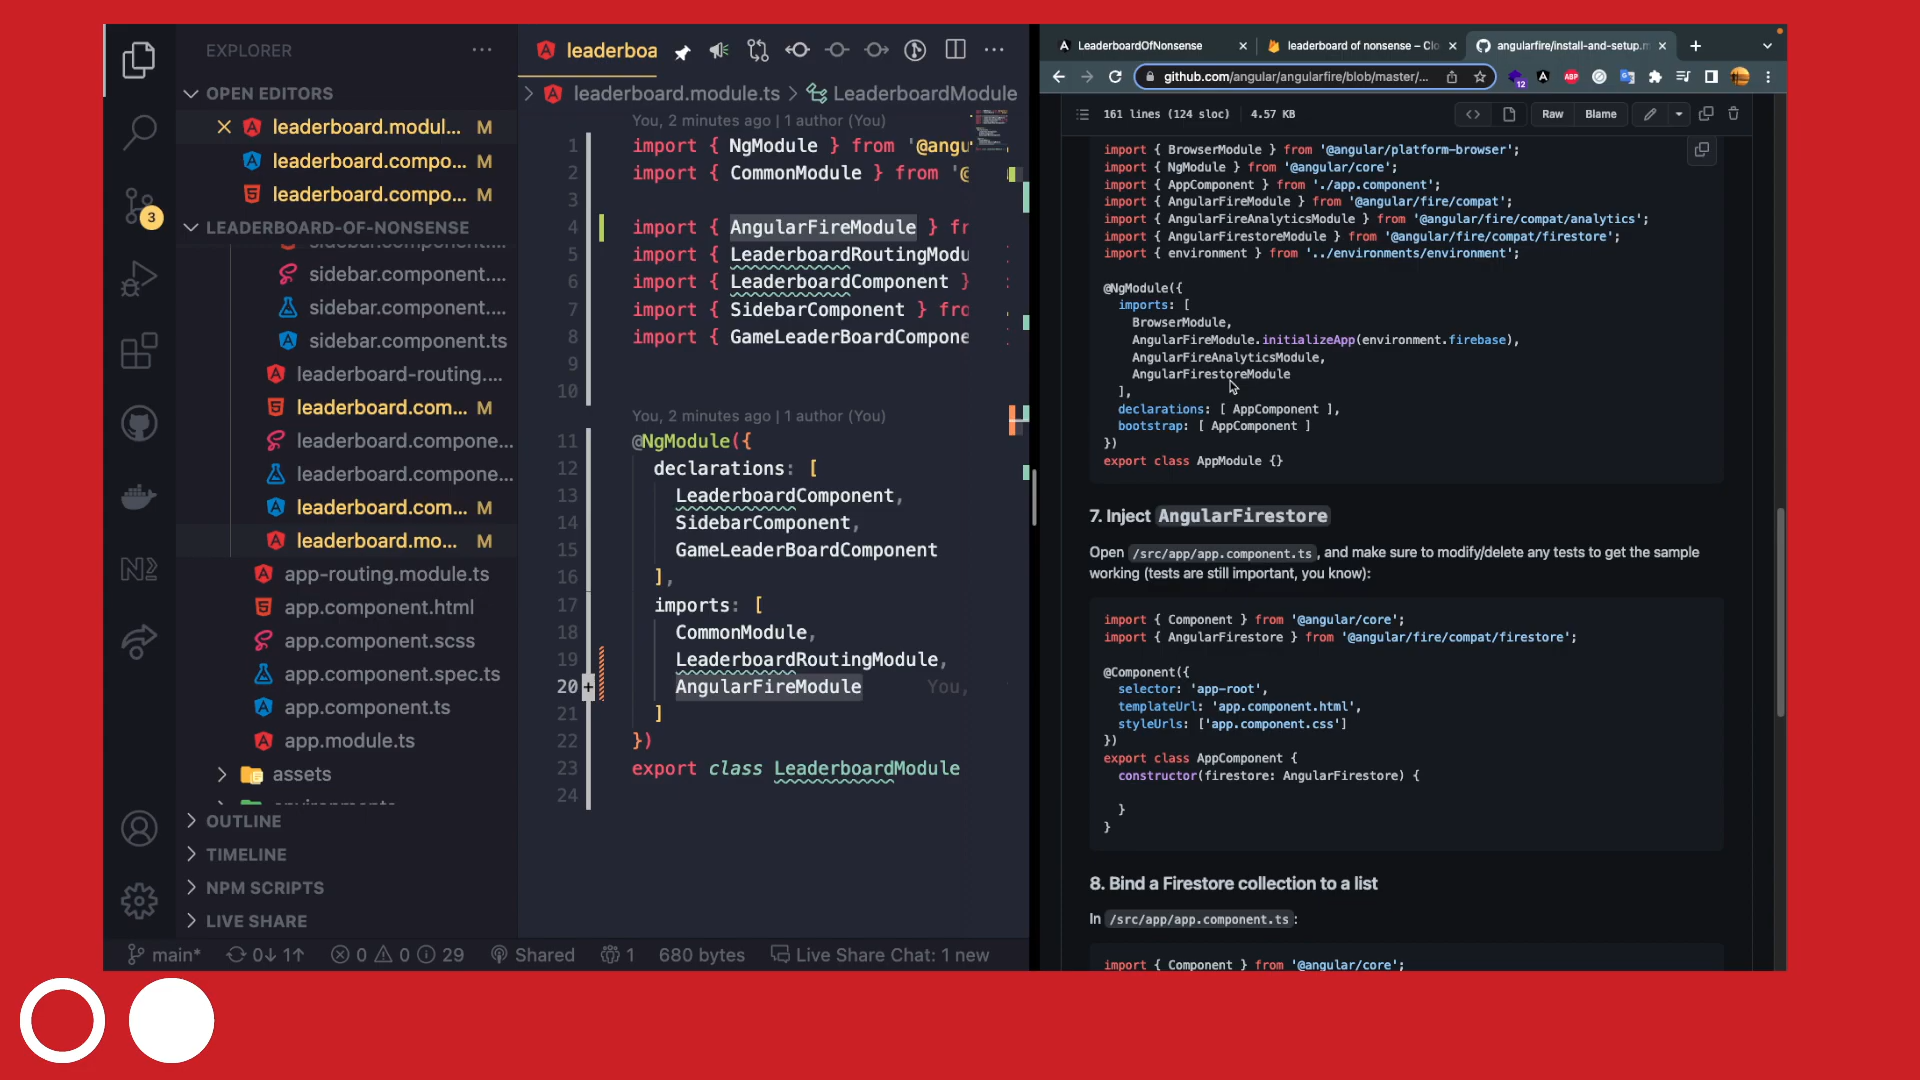 EXPLORER
OPEN EDITORS
leaderboard.modul... M
leaderboard.compo... M
leaderboard.compo... M
LEADERBOARD-OF-NONSENSE
sidebar.component....
sidebar.component....
sidebar.component....
sidebar.component.ts
leaderboard-routing....
leaderboard.com... M
leaderboard.compone...
leaderboard.compone...
leaderboard.com... M
leaderboard.mo... M
app-routing.module.ts
app.component.html
app.component.scss
app.component.spec.ts
app.component.ts
app.module.ts
assets
environments
OUTLINE
TIMELINE
NPM SCRIPTS
LIVE SHARE
3
leaderboa
leaderboard.module.ts > LeaderboardModule
You, 2 minutes ago | 1 author (You)
1 import { NgModule } from '@angu
2 import { CommonModule } from '@
3
4 import { AngularFireModule } fr
5 import { LeaderboardRoutingModu
6 import { LeaderboardComponent }
7 import { SidebarComponent } fro
8 import { GameLeaderBoardCompone
9
10
You, 2 minutes ago | 1 author (You)
11 @NgModule({
12 declarations: [
13 LeaderboardComponent,
14 SidebarComponent,
15 GameLeaderBoardComponent
16 ],
17 imports: [
18 CommonModule,
19 LeaderboardRoutingModule,
20 AngularFireModule You,
21 ]
22 })
23 export class LeaderboardModule
24
main* 0↓ 1↑ 0 0 29 Shared 1 680 bytes Live Share Chat: 1 new
LeaderboardOfNonsense
leaderboard of nonsense – Clo
angularfire/install-and-setup.m
github.com/angular/angularfire/blob/master/...
12
ABP
161 lines (124 sloc) 4.57 KB
Raw Blame
import { BrowserModule } from '@angular/platform-browser';
import { NgModule } from '@angular/core';
import { AppComponent } from './app.component';
import { AngularFireModule } from '@angular/fire/compat';
import { AngularFireAnalyticsModule } from '@angular/fire/compat/analytics';
import { AngularFirestoreModule } from '@angular/fire/compat/firestore';
import { environment } from '../environments/environment';
@NgModule({
imports: [
BrowserModule,
AngularFireModule.initializeApp(environment.firebase),
AngularFireAnalyticsModule,
AngularFirestoreModule
],
declarations: [ AppComponent ],
bootstrap: [ AppComponent ]
})
export class AppModule {}
7. Inject AngularFirestore
Open /src/app/app.component.ts, and make sure to modify/delete any tests to get the sample
working (tests are still important, you know):
import { Component } from '@angular/core';
import { AngularFirestore } from '@angular/fire/compat/firestore';
@Component({
selector: 'app-root',
templateUrl: 'app.component.html',
styleUrls: ['app.component.css']
})
export class AppComponent {
constructor(firestore: AngularFirestore) {
}
}
8. Bind a Firestore collection to a list
In /src/app/app.component.ts:
import { Component } from '@angular/core';